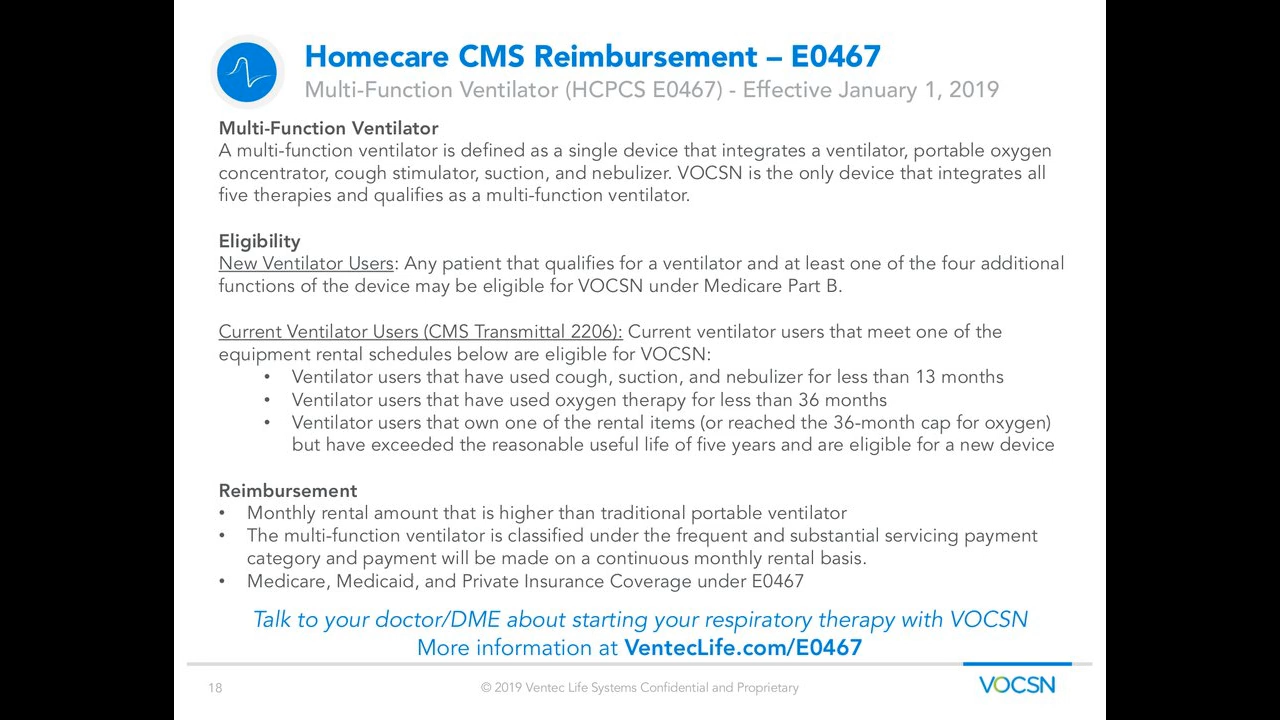 Homecare CMS Reimbursement – E0467
Multi-Function Ventilator (HCPCS E0467) - Effective January 1, 2019
Multi-Function Ventilator
A multi-function ventilator is defined as a single device that integrates a ventilator, portable oxygen
concentrator, cough stimulator, suction, and nebulizer. VOCSN is the only device that integrates all
five therapies and qualifies as a multi-function ventilator.
Eligibility
New Ventilator Users: Any patient that qualifies for a ventilator and at least one of the four additional
functions of the device may be eligible for VOCSN under Medicare Part B.
Current Ventilator Users (CMS Transmittal 2206): Current ventilator users that meet one of the
equipment rental schedules below are eligible for VOCSN:
• Ventilator users that have used cough, suction, and nebulizer for less than 13 months
• Ventilator users that have used oxygen therapy for less than 36 months
• Ventilator users that own one of the rental items (or reached the 36-month cap for oxygen)
but have exceeded the reasonable useful life of five years and are eligible for a new device
Reimbursement
• Monthly rental amount that is higher than traditional portable ventilator
• The multi-function ventilator is classified under the frequent and substantial servicing payment
category and payment will be made on a continuous monthly rental basis.
• Medicare, Medicaid, and Private Insurance Coverage under E0467
Talk to your doctor/DME about starting your respiratory therapy with VOCSN
More information at VentecLife.com/E0467
18
© 2019 Ventec Life Systems Confidential and Proprietary
VOCSN